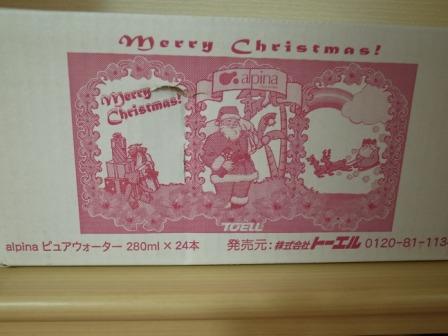 Merry Christmas!
alpina
Merry
Christmas!
TOELL
alpina ピュアウォーター 280ml×24本 発売元:株式会社トーエル 0120-81-113